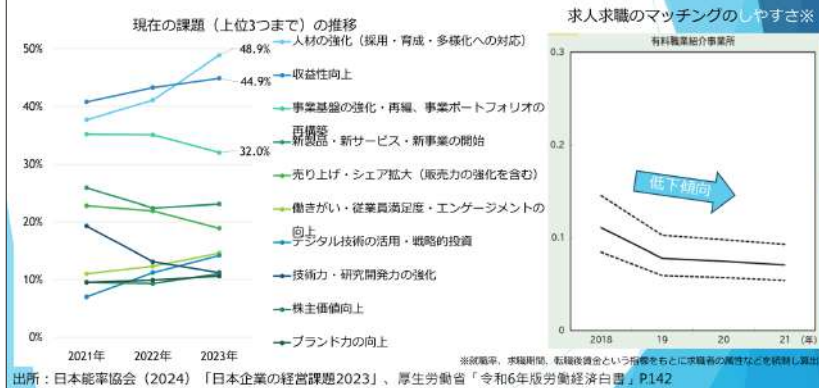 現在の課題（上位3つまで）の推移
50%
40%
30%
20%
10%
0%
2021年
2022年
2023年
48.9%
44.9%
32.0%
人材の強化（採用・育成・多様化への対応）
収益性向上
事業基盤の強化・再編、事業ポートフォリオの
再構築
新製品・新サービス・新事業の開始
売り上げ・シェア拡大（販売力の強化を含む）
働きがい・従業員満足度・エンゲージメントの
向上
デジタル技術の活用・戦略的投資
技術力・研究開発力の強化
株主価値向上
ブランド力の向上
求人求職のマッチングのしやすさ※
有料職業紹介事業所
0.3
0.2
0.1
0
低下傾向
2018
19
20
21
(年)
※就職率、求職期間、転職後賃金という指標をもとに求職者の属性などを統制し算出
出所：日本能率協会（2024）「日本企業の経営課題2023」、厚生労働省「令和6年版労働経済白書」P.142